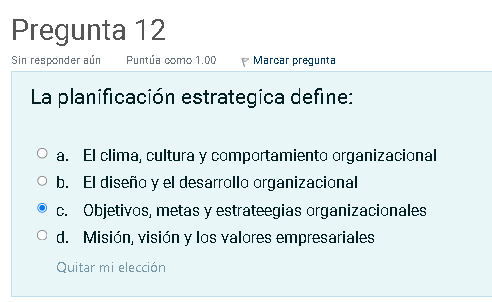 Pregunta 12
Sin responder aún Puntúa como 1.00 Marcar pregunta
La planificación estrategica define:
a. El clima, cultura y comportamiento organizacional
b. El diseño y el desarrollo organizacional
c. Objetivos, metas y estrateegias organizacionales
d. Misión, visión y los valores empresariales
Quitar mi elección